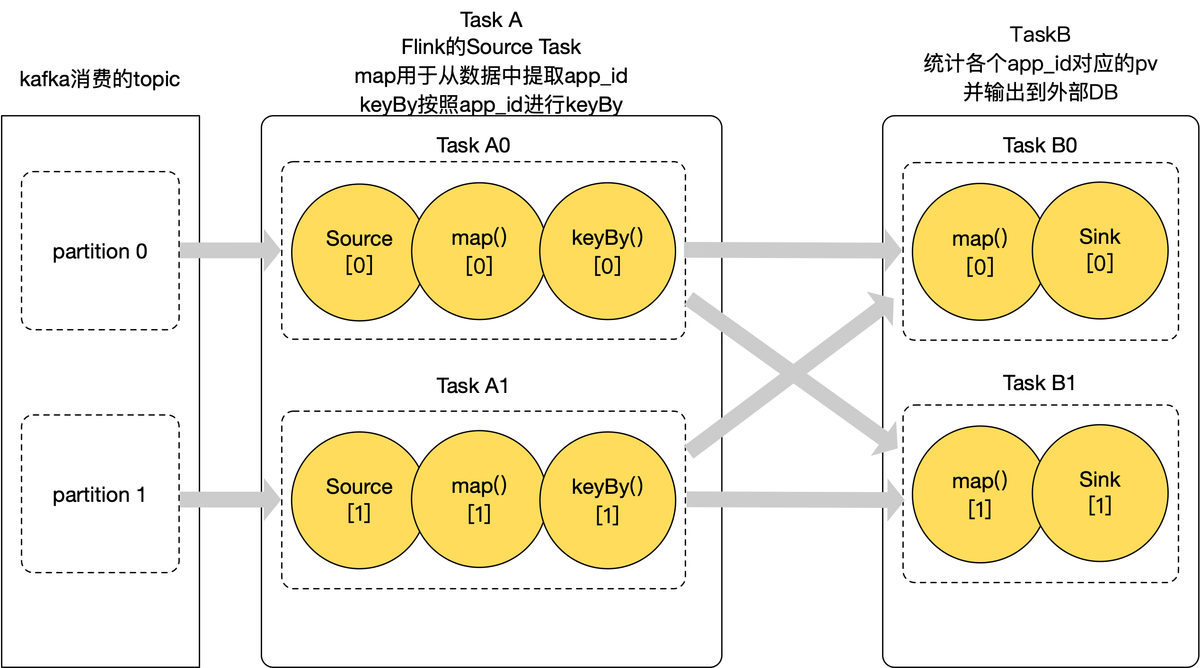 kafka消费的topic
partition 0
partition 1
Task A
Flink的Source Task
map用于从数据中提取app_id
keyBy按照app_id进行keyBy
Task A0
Source
[0]
map()
[0]
keyBy()
[0]
Task A1
Source
[1]
map()
[1]
keyBy()
[1]
TaskB
统计各个app_id对应的pv
并输出到外部DB
Task B0
map()
[0]
Sink
[0]
Task B1
map()
[1]
Sink
[1]